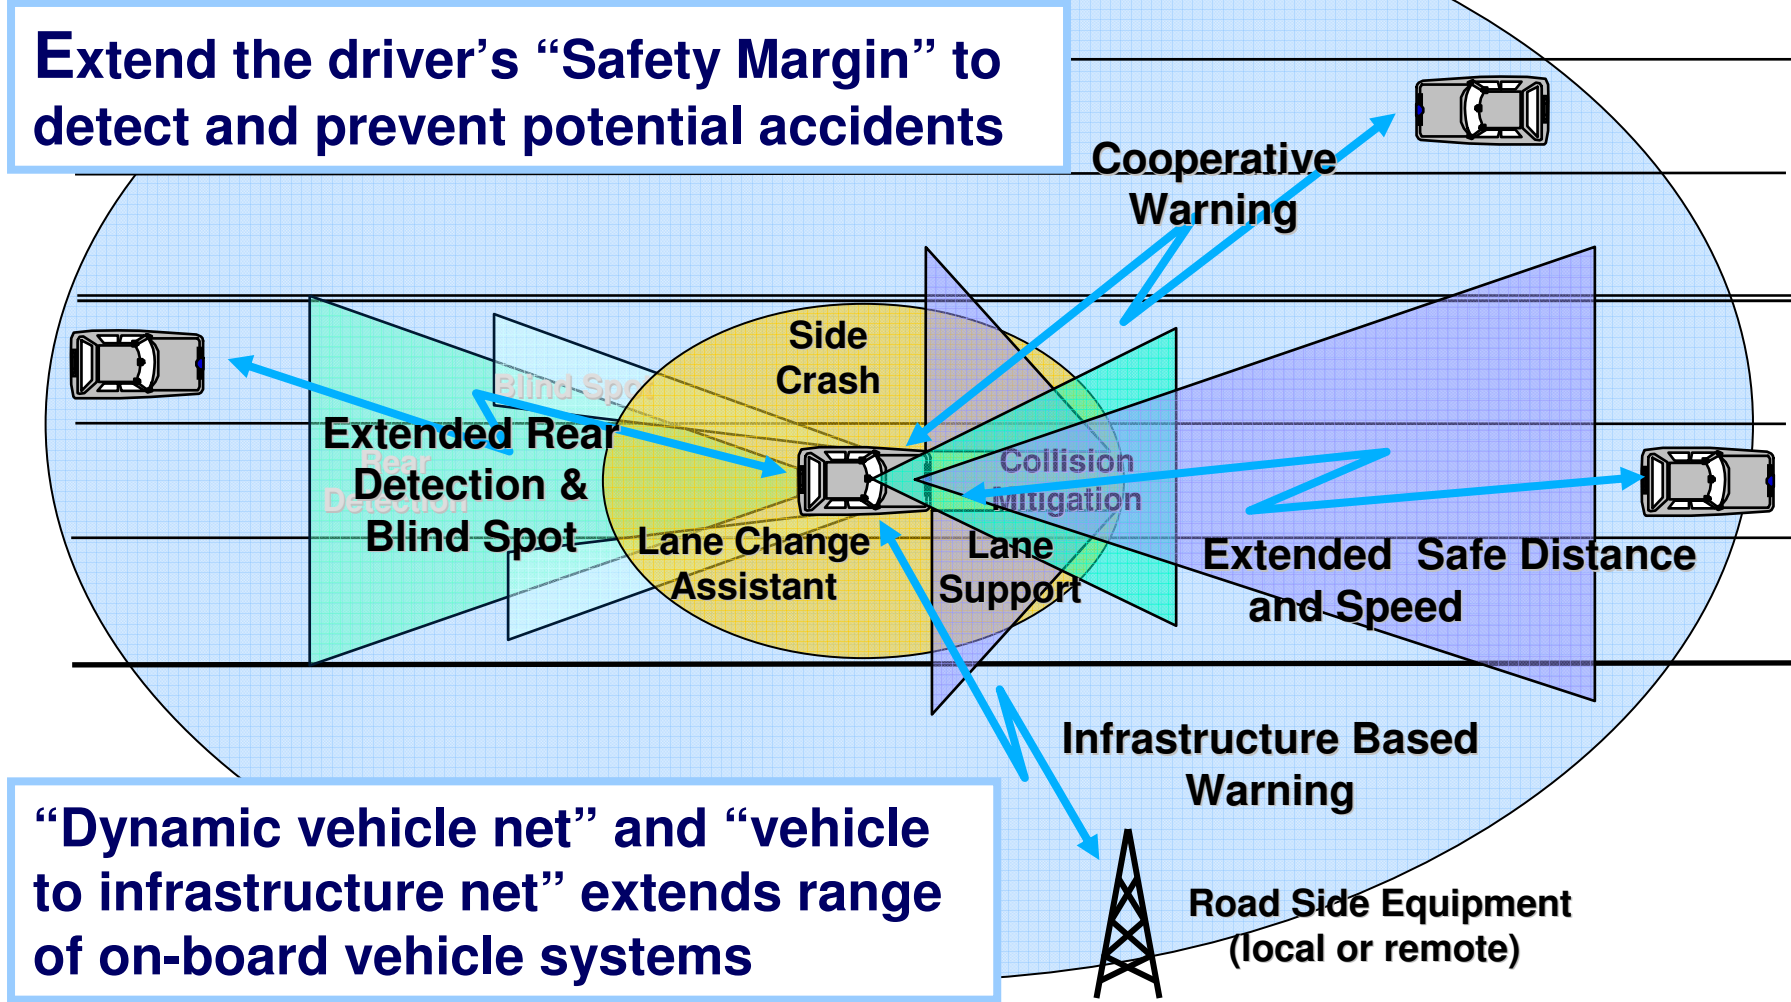 Extend the driver’s “Safety Margin” to
detect and prevent potential accidents
Cooperative
Warning
Side
Crash
Blind Spot
Extended Rear
Detection &
Blind Spot
Rear
Detection
Collision
Mitigation
Lane Change
Assistant
Lane
Support
Extended Safe Distance
and Speed
Infrastructure Based
Warning
“Dynamic vehicle net” and “vehicle
to infrastructure net” extends range
of on-board vehicle systems
Road Side Equipment
(local or remote)